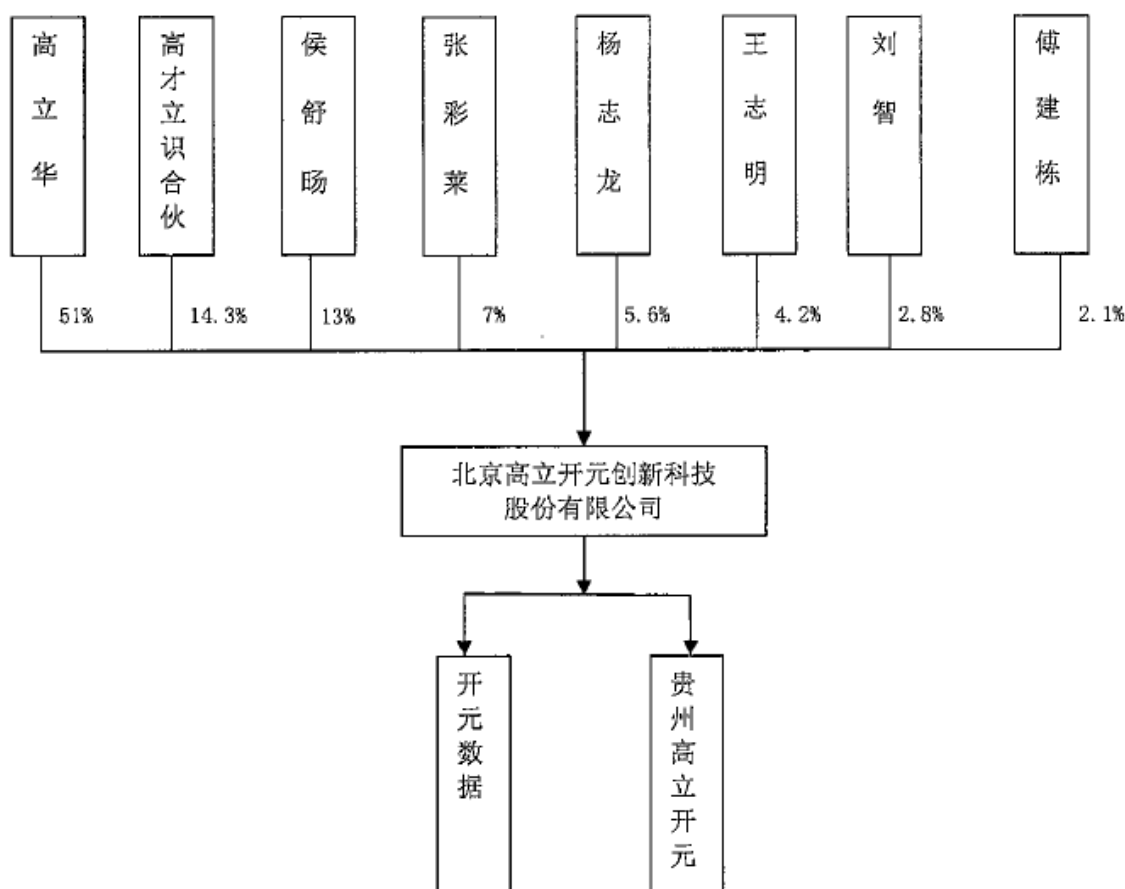 高立华
高才立识合伙
侯舒旸
张彩莱
杨志龙
王志明
刘智
傅建栋
51%
14.3%
13%
7%
5.6%
4.2%
2.8%
2.1%
北京高立开元创新科技
股份有限公司
开元数据
贵州高立开元